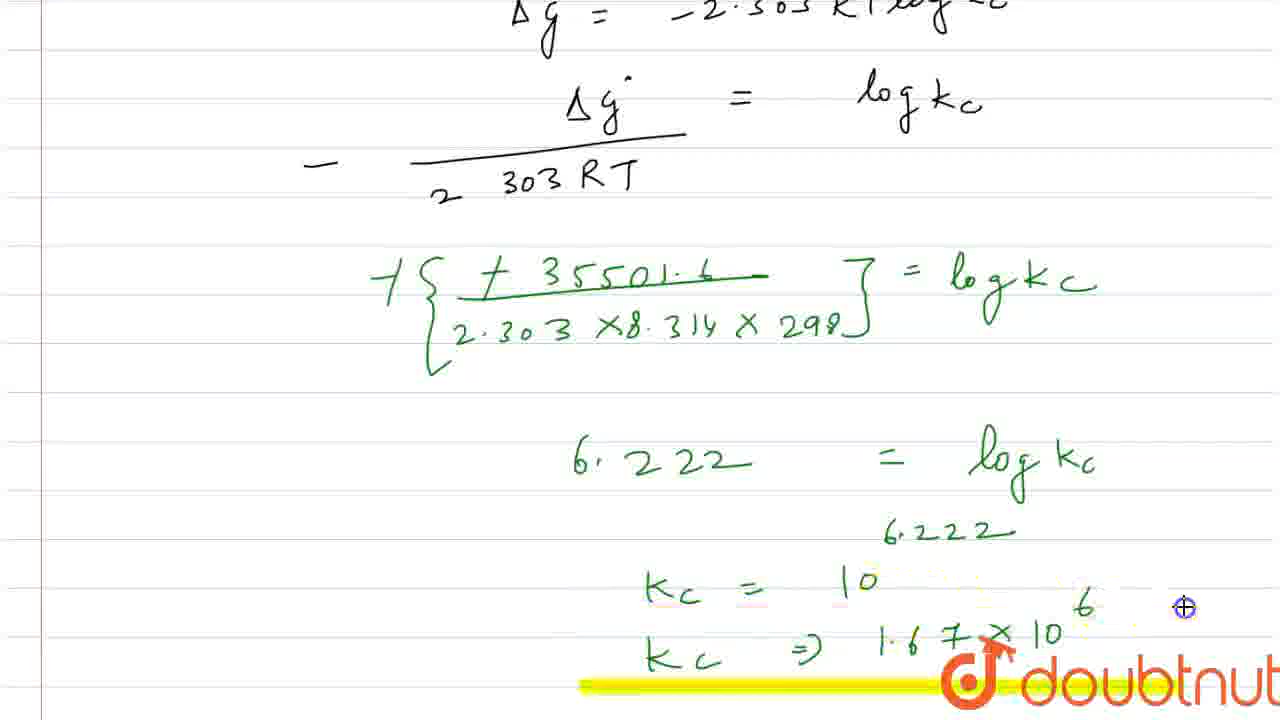 Δg = -2.303 RT log Kc
Δg° = log Kc
- 2 303 RT
-{ - 35501.6 } = log Kc
2.303 × 8.314 × 298
6.222 = log Kc
Kc = 10^6.222
Kc ⇒ 1.67 × 10^6
doubtnut